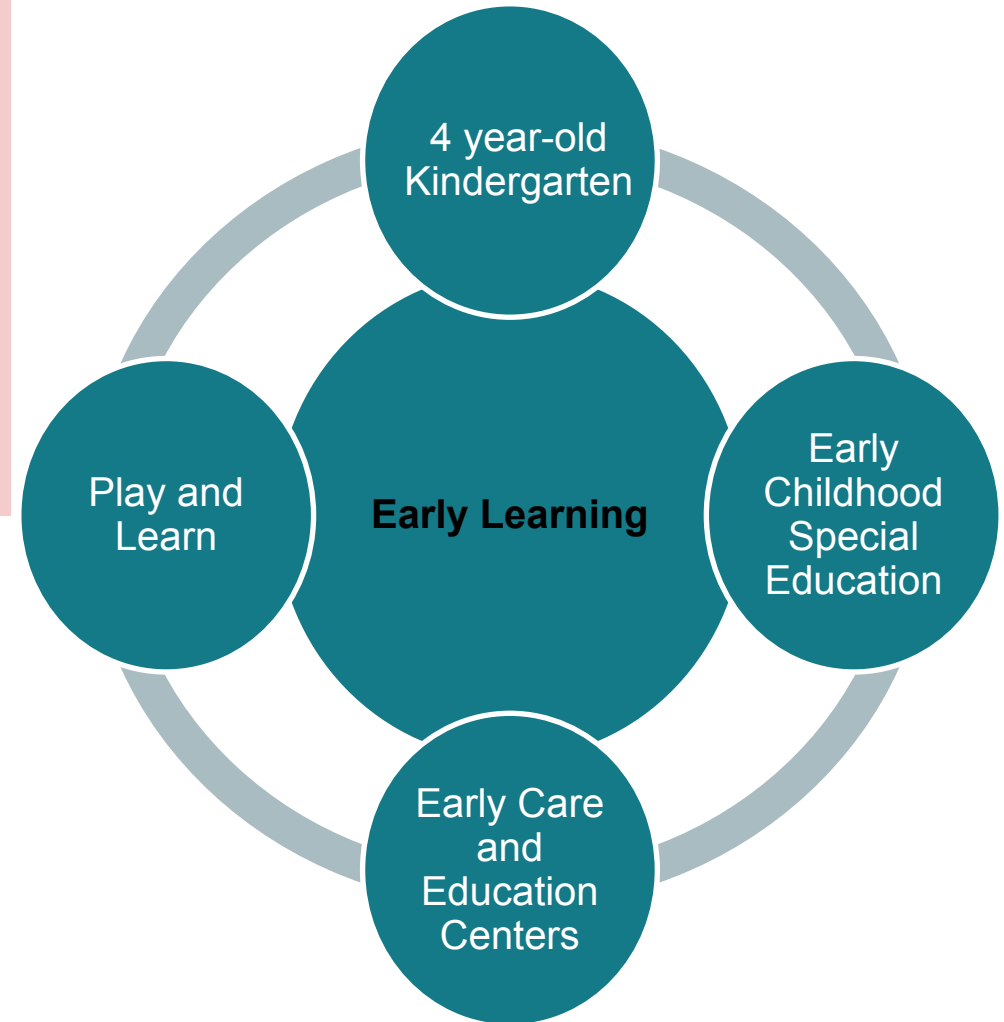 4 year-old
Kindergarten
Early
Childhood
Special
Education
Play and
Learn
Early Learning
Early Care
and
Education
Centers